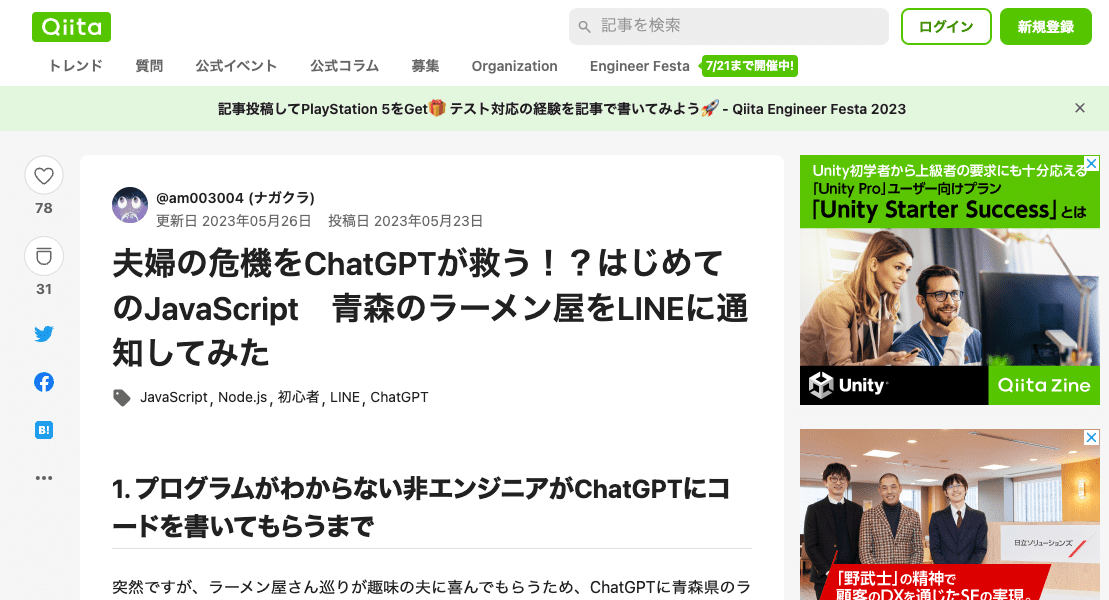 Qiita
記事を検索
ログイン
新規登録
トレンド 質問 公式イベント 公式コラム 募集 Organization Engineer Festa 7/21まで開催中!
記事投稿してPlayStation 5をGet🎁 テスト対応の経験を記事で書いてみよう🚀 - Qiita Engineer Festa 2023
78
31
B!
@am003004 (ナガクラ)
更新日 2023年05月26日 投稿日 2023年05月23日
夫婦の危機をChatGPTが救う！？はじめて
のJavaScript　青森のラーメン屋をLINEに通
知してみた
JavaScript, Node.js, 初心者, LINE, ChatGPT
1. プログラムがわからない非エンジニアがChatGPTにコ
ードを書いてもらうまで
突然ですが、ラーメン屋さん巡りが趣味の夫に喜んでもらうため、ChatGPTに青森県のラ
Unity初学者から上級者の要求にも十分応える
「Unity Pro」ユーザー向けプラン
「Unity Starter Success」とは
Unity
Qiita Zine
日立ソリューションズ
「野武士」の精神で
顧客のDXを通じたSEの実現。